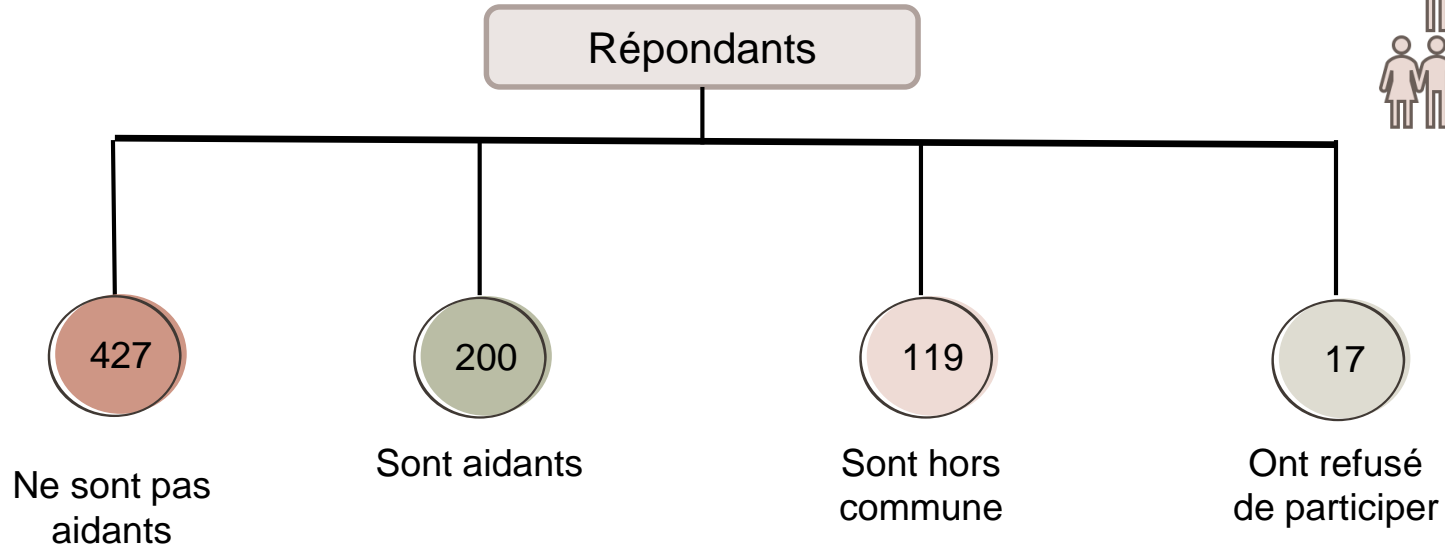 Répondants
427
200
119
17
Ne sont pas
aidants
Sont aidants
Sont hors
commune
Ont refusé
de participer